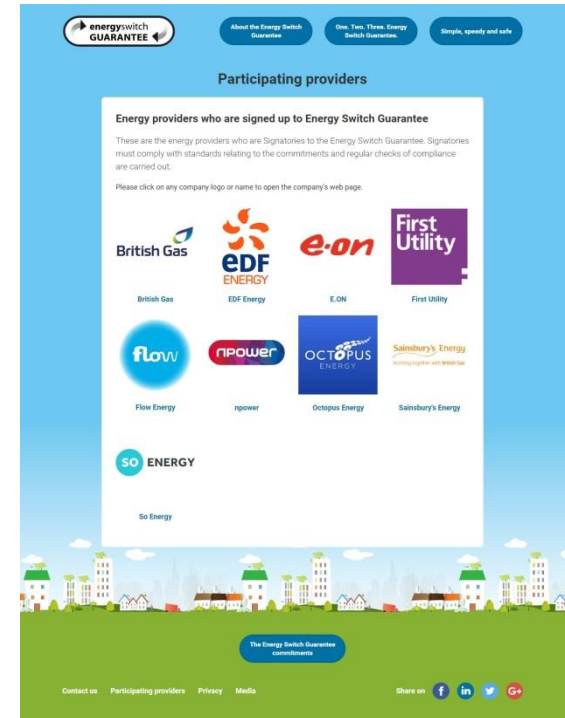 energyswitch
GUARANTEE
About the Energy Switch
Guarantee
One. Two. Three. Energy
Switch Guarantee.
Simple, speedy and safe
Participating providers
Energy providers who are signed up to Energy Switch Guarantee
These are the energy providers who are Signatories to the Energy Switch Guarantee. Signatories
must comply with standards relating to the commitments and regular checks of compliance
are carried out.
Please click on any company logo or name to open the company's web page.
British Gas
eDF
ENERGY
e·on
First
Utility
British Gas
EDF Energy
E.ON
First Utility
flow
npower
OCTOPUS
ENERGY
Sainsbury's Energy
Working together with British Gas
Flow Energy
npower
Octopus Energy
Sainsbury's Energy
SO ENERGY
So Energy
The Energy Switch Guarantee
commitments
Contact us Participating providers Privacy Media
Share on f in G+